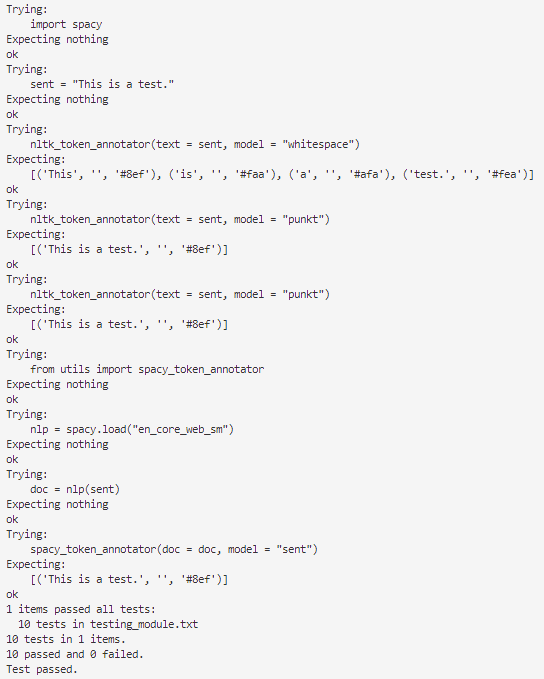 Trying:
    import spacy
Expecting nothing
ok
Trying:
    sent = "This is a test."
Expecting nothing
ok
Trying:
    nltk_token_annotator(text = sent, model = "whitespace")
Expecting:
    [('This', '', '#8ef'), ('is', '', '#faa'), ('a', '', '#afa'), ('test.', '', '#fea')]
ok
Trying:
    nltk_token_annotator(text = sent, model = "punkt")
Expecting:
    [('This is a test.', '', '#8ef')]
ok
Trying:
    nltk_token_annotator(text = sent, model = "punkt")
Expecting:
    [('This is a test.', '', '#8ef')]
ok
Trying:
    from utils import spacy_token_annotator
Expecting nothing
ok
Trying:
    nlp = spacy.load("en_core_web_sm")
Expecting nothing
ok
Trying:
    doc = nlp(sent)
Expecting nothing
ok
Trying:
    spacy_token_annotator(doc = doc, model = "sent")
Expecting:
    [('This is a test.', '', '#8ef')]
ok
1 items passed all tests:
  10 tests in testing_module.txt
10 tests in 1 items.
10 passed and 0 failed.
Test passed.